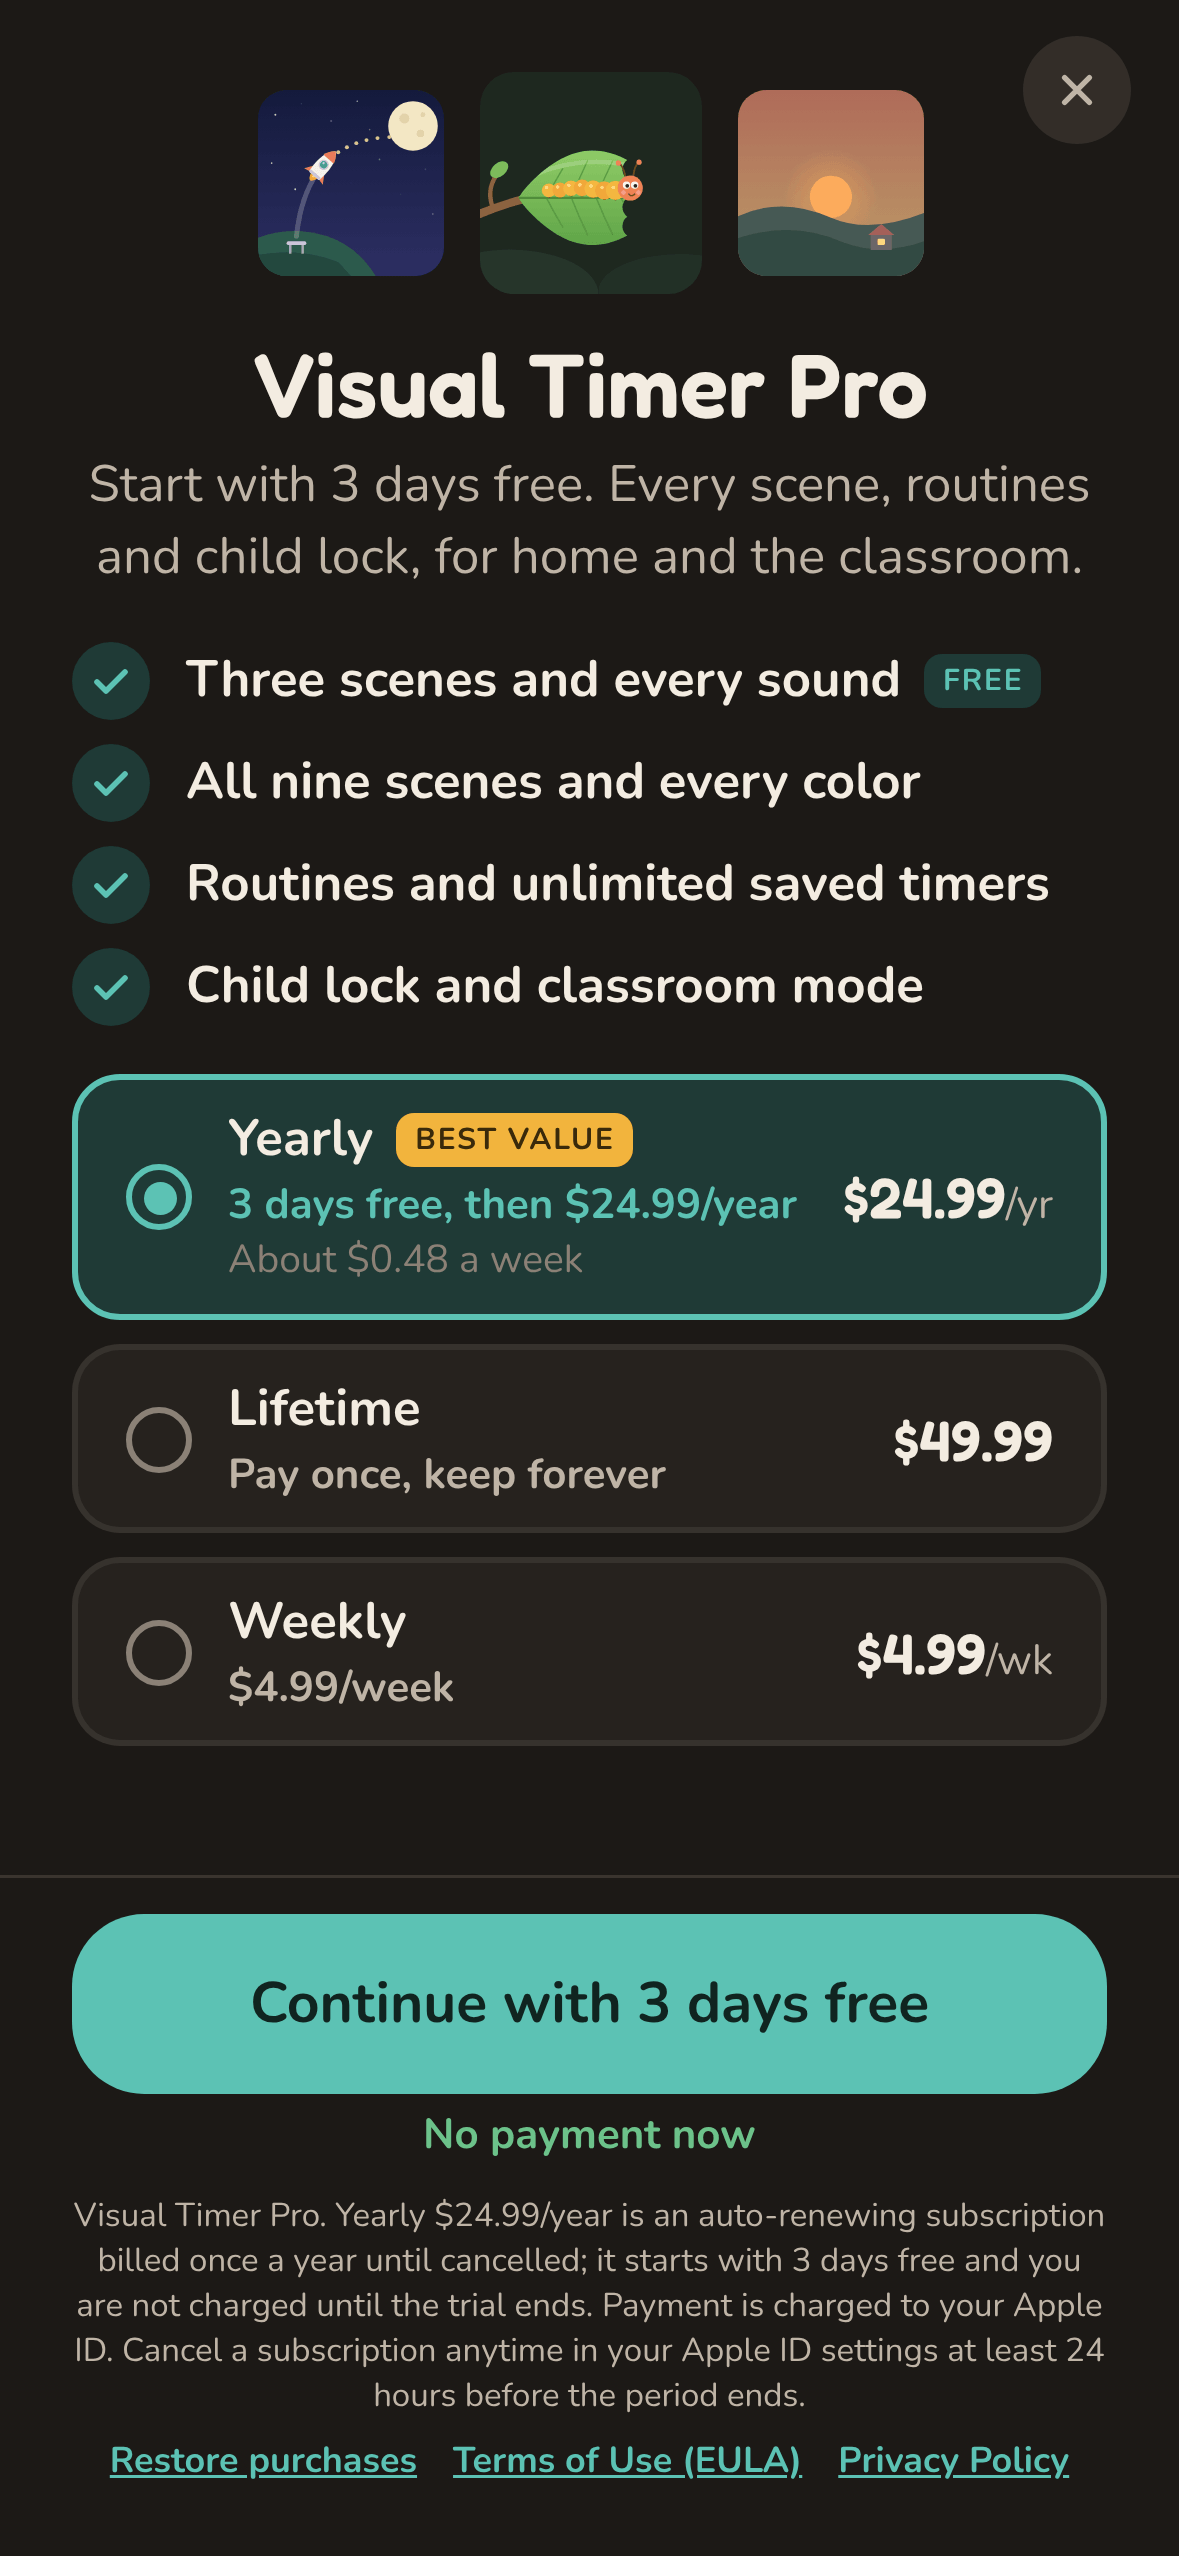 Visual Timer Pro
Start with 3 days free. Every scene, routines
and child lock, for home and the classroom.
Three scenes and every sound FREE
All nine scenes and every color
Routines and unlimited saved timers
Child lock and classroom mode
Yearly BEST VALUE
3 days free, then $24.99/year $24.99/yr
About $0.48 a week
Lifetime
Pay once, keep forever
$49.99
Weekly
$4.99/week
$4.99/wk
Continue with 3 days free
No payment now
Visual Timer Pro. Yearly $24.99/year is an auto-renewing subscription
billed once a year until cancelled; it starts with 3 days free and you
are not charged until the trial ends. Payment is charged to your Apple
ID. Cancel a subscription anytime in your Apple ID settings at least 24
hours before the period ends.
Restore purchases Terms of Use (EULA) Privacy Policy